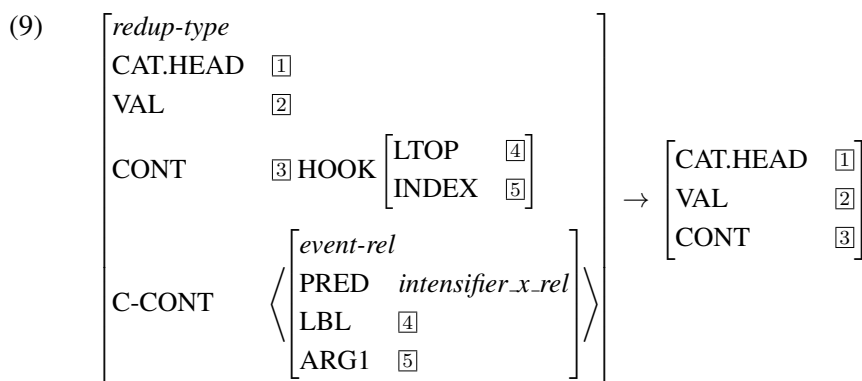 (9)
redup-type
CAT.HEAD 1
VAL 2
CONT 3 HOOK [LTOP 4
INDEX 5]
C-CONT ⟨[event-rel
PRED intensifier_x_rel
LBL 4
ARG1 5]⟩
→
CAT.HEAD 1
VAL 2
CONT 3